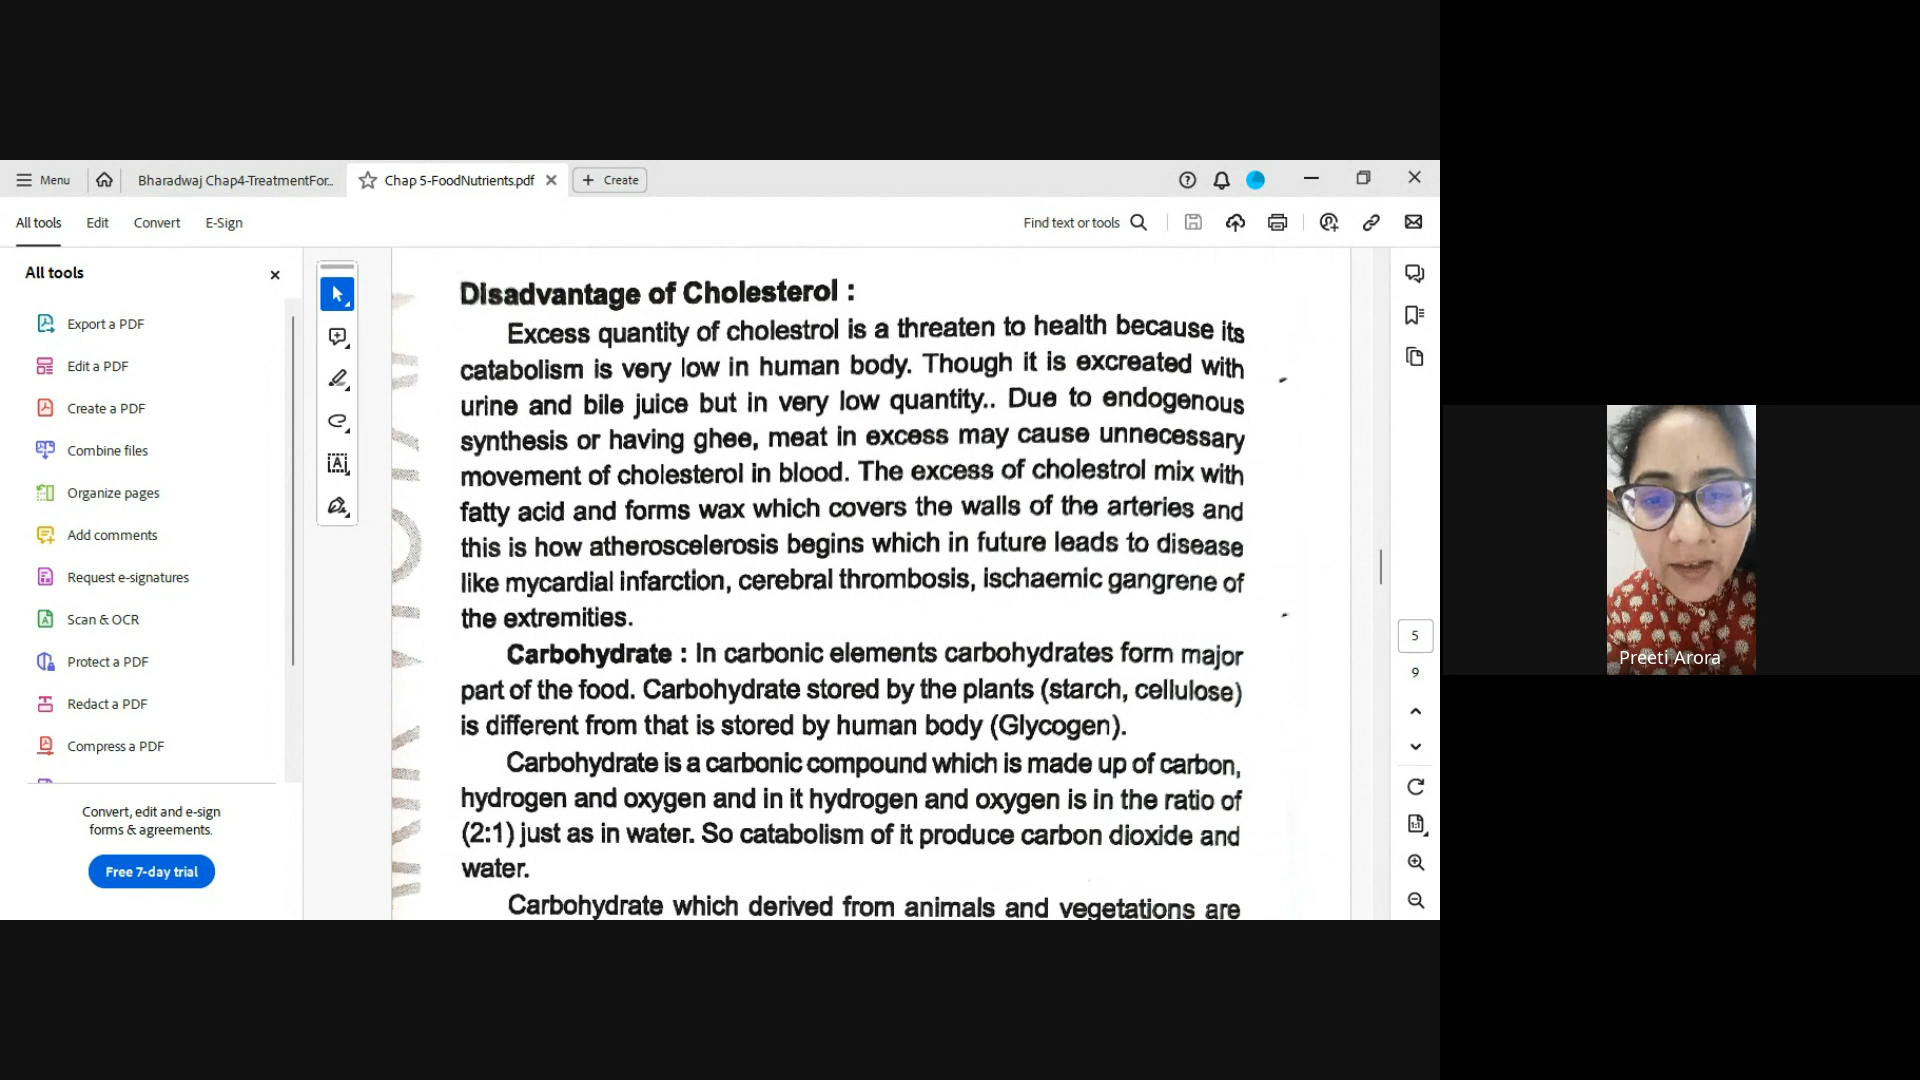 Menu
Bharadwaj Chap4-TreatmentFor...
Chap 5-FoodNutrients.pdf
Create
All tools
Edit
Convert
E-Sign
Find text or tools
All tools
Export a PDF
Edit a PDF
Create a PDF
Combine files
Organize pages
Add comments
Request e-signatures
Scan & OCR
Protect a PDF
Redact a PDF
Compress a PDF
Convert, edit and e-sign
forms & agreements.
Free 7-day trial
Disadvantage of Cholesterol :
Excess quantity of cholestrol is a threaten to health because its
catabolism is very low in human body. Though it is excreated with
urine and bile juice but in very low quantity.. Due to endogenous
synthesis or having ghee, meat in excess may cause unnecessary
movement of cholesterol in blood. The excess of cholestrol mix with
fatty acid and forms wax which covers the walls of the arteries and
this is how atheroscelerosis begins which in future leads to disease
like mycardial infarction, cerebral thrombosis, ischaemic gangrene of
the extremities.
Carbohydrate : In carbonic elements carbohydrates form major
part of the food. Carbohydrate stored by the plants (starch, cellulose)
is different from that is stored by human body (Glycogen).
Carbohydrate is a carbonic compound which is made up of carbon,
hydrogen and oxygen and in it hydrogen and oxygen is in the ratio of
(2:1) just as in water. So catabolism of it produce carbon dioxide and
water.
Carbohydrate which derived from animals and vegetations are
5
9
Preeti Arora